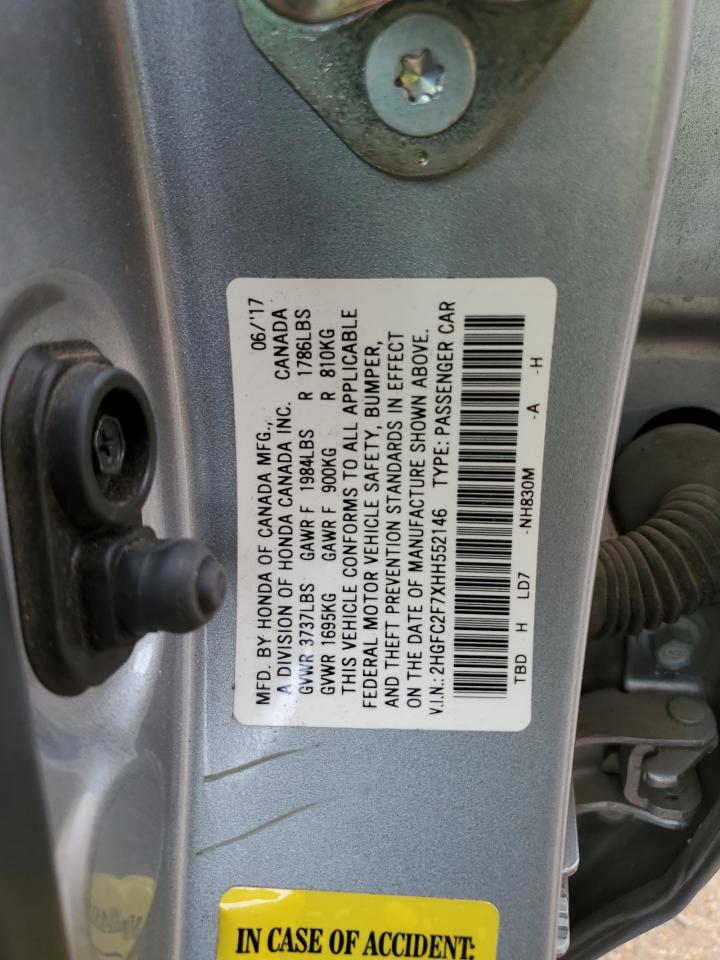 MFD. BY HONDA OF CANADA MFG., 06/'17
A DIVISION OF HONDA CANADA INC. CANADA
GVWR 3737LBS GAWR F 1984LBS R 1786LBS
GVWR 1695KG GAWR F 900KG R 810KG
THIS VEHICLE CONFORMS TO ALL APPLICABLE
FEDERAL MOTOR VEHICLE SAFETY, BUMPER,
AND THEFT PREVENTION STANDARDS IN EFFECT
ON THE DATE OF MANUFACTURE SHOWN ABOVE.
V.I.N.: 2HGFC2F7XHH552146 TYPE: PASSENGER CAR
TBD H LD7 -NH830M -A -H
IN CASE OF ACCIDENT: